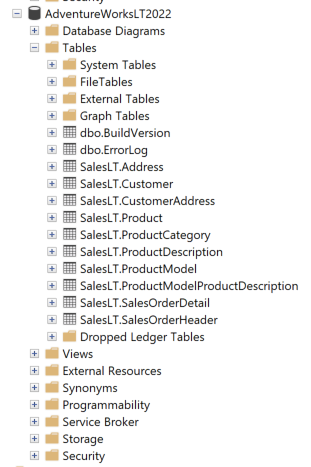 AdventureWorksLT2022
Database Diagrams
Tables
System Tables
FileTables
External Tables
Graph Tables
dbo.BuildVersion
dbo.ErrorLog
SalesLT.Address
SalesLT.Customer
SalesLT.CustomerAddress
SalesLT.Product
SalesLT.ProductCategory
SalesLT.ProductDescription
SalesLT.ProductModel
SalesLT.ProductModelProductDescription
SalesLT.SalesOrderDetail
SalesLT.SalesOrderHeader
Dropped Ledger Tables
Views
External Resources
Synonyms
Programmability
Service Broker
Storage
Security